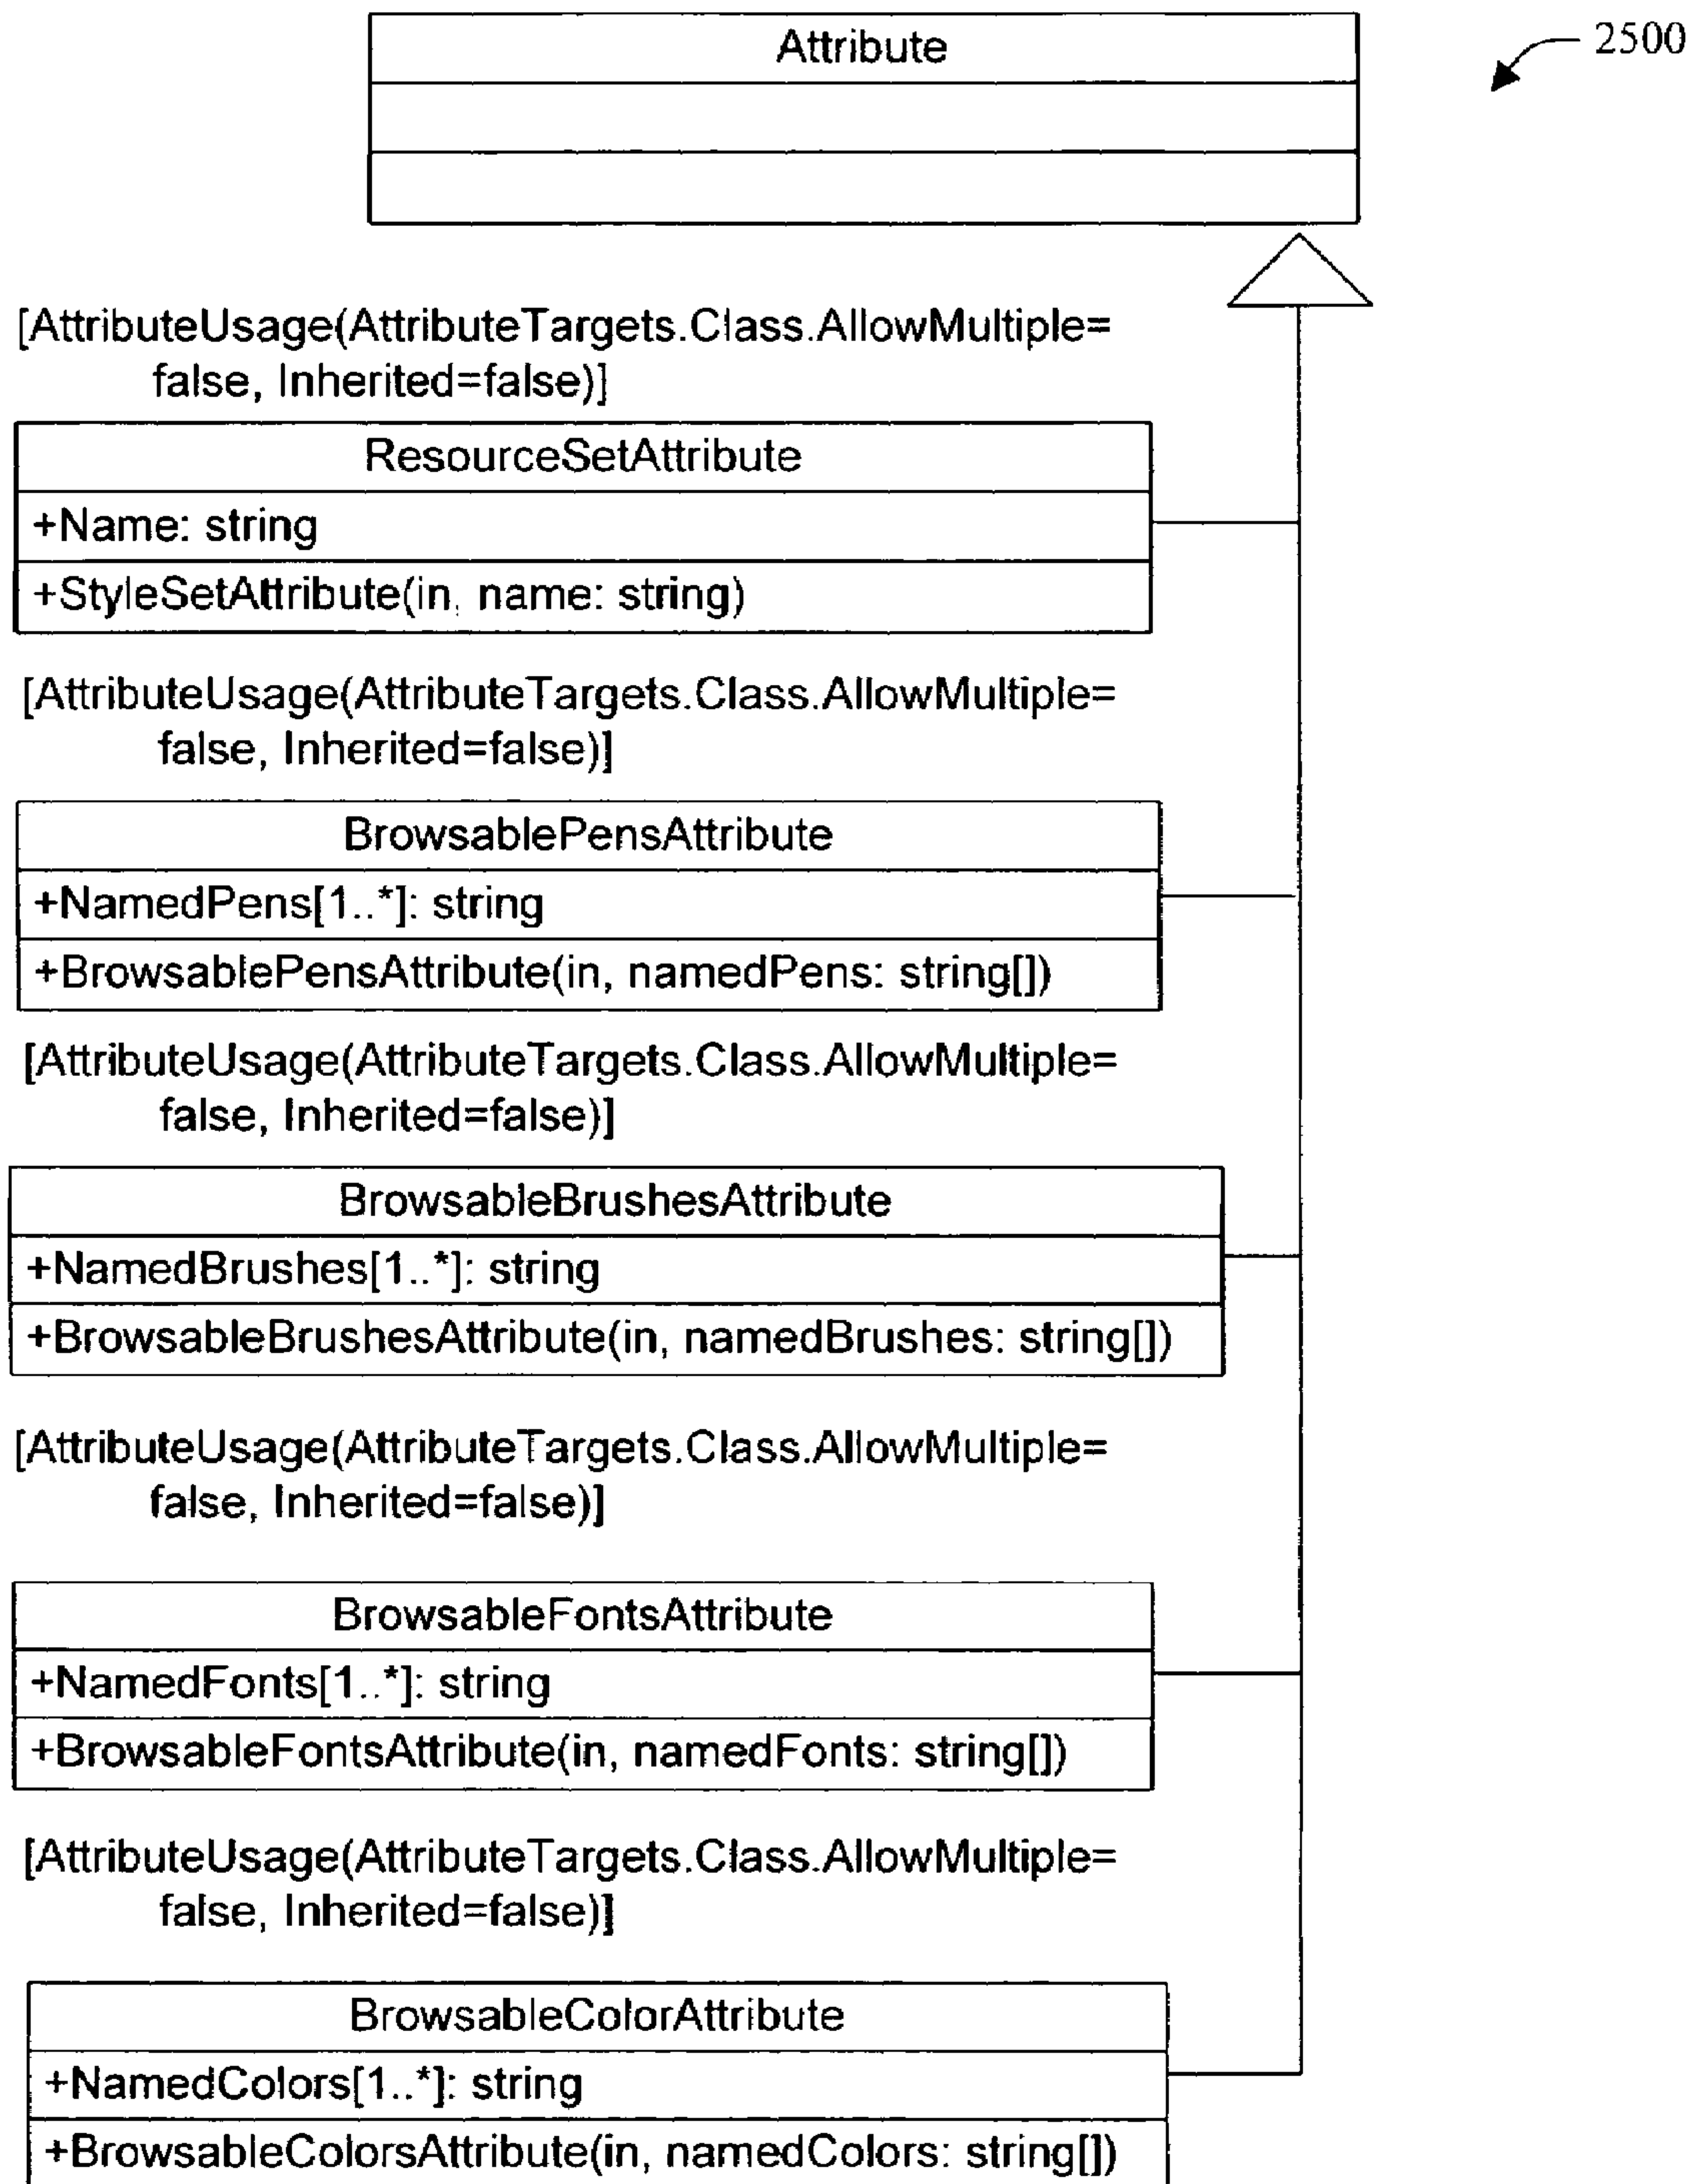 Attribute
2500
[AttributeUsage(AttributeTargets.Class.AllowMultiple=
false, Inherited=false)]
ResourceSetAttribute
+Name: string
+StyleSetAttribute(in, name: string)
[AttributeUsage(AttributeTargets.Class.AllowMultiple=
false, Inherited=false)]
BrowsablePensAttribute
+NamedPens[1..*]: string
+BrowsablePensAttribute(in, namedPens: string[])
[AttributeUsage(AttributeTargets.Class.AllowMultiple=
false, Inherited=false)]
BrowsableBrushesAttribute
+NamedBrushes[1..*]: string
+BrowsableBrushesAttribute(in, namedBrushes: string[])
[AttributeUsage(AttributeTargets.Class.AllowMultiple=
false, Inherited=false)]
BrowsableFontsAttribute
+NamedFonts[1..*]: string
+BrowsableFontsAttribute(in, namedFonts: string[])
[AttributeUsage(AttributeTargets.Class.AllowMultiple=
false, Inherited=false)]
BrowsableColorAttribute
+NamedColors[1..*]: string
+BrowsableColorsAttribute(in, namedColors: string[])